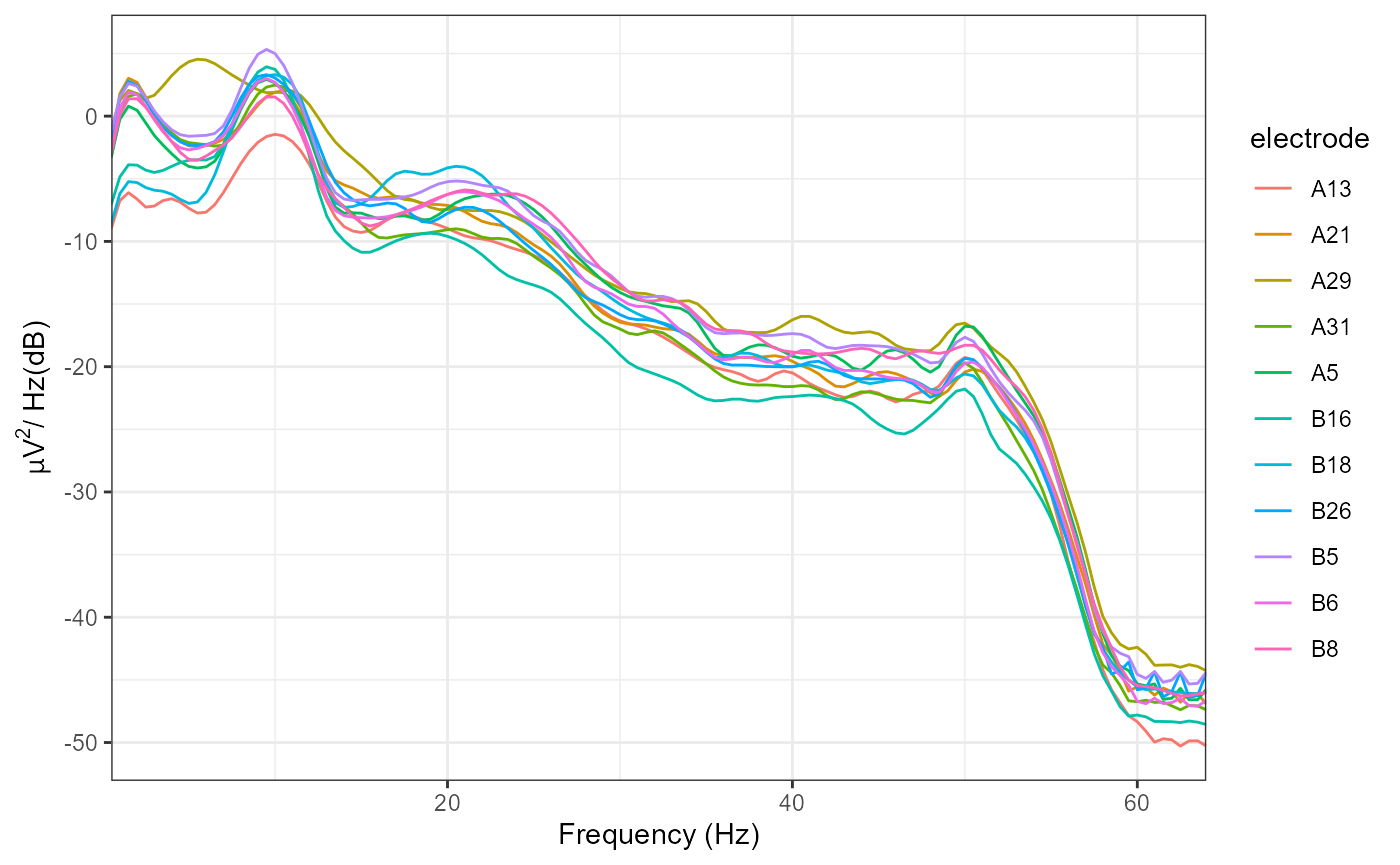 0
-10
-20
-30
-40
-50
20
40
60
Frequency (Hz)
µV²/ Hz(dB)
electrode
A13
A21
A29
A31
A5
B16
B18
B26
B5
B6
B8